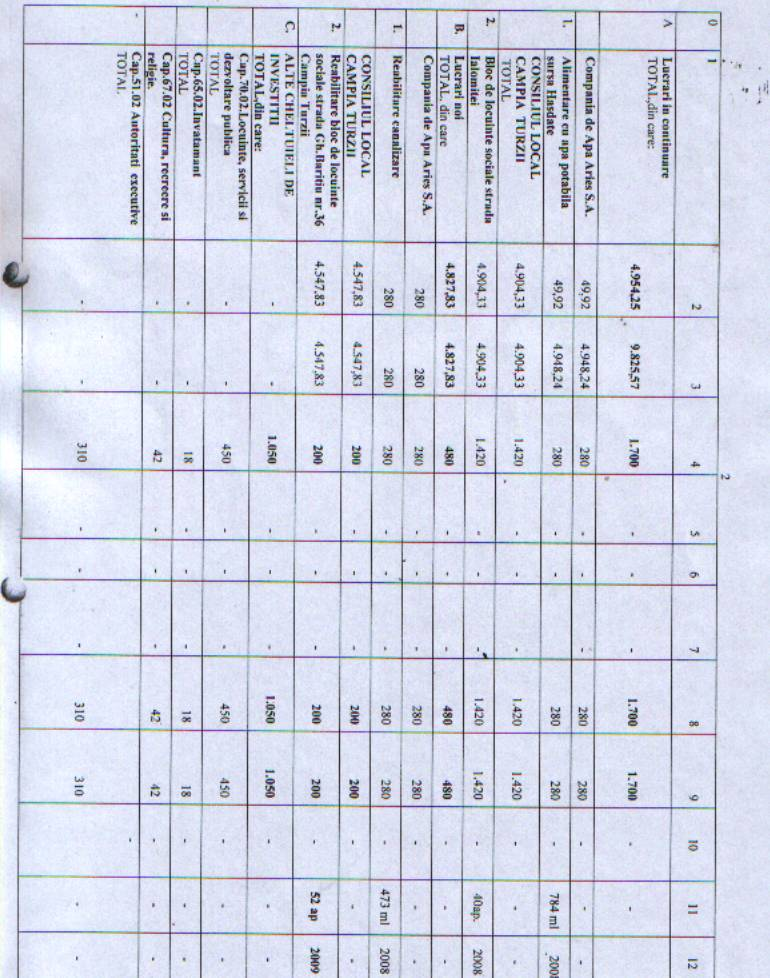 2
0 1 2 3 4 5 6 7 8 9 10 11 12
A Lucrari in continuare
TOTAL,din care: 4.954,25 9.825,57 1.700 - - - 1.700 1.700 - - -
Compania de Apa Aries S.A. 49,92 4.948,24 280 - - - 280 280 - - -
1. Alimentare cu apa potabila
sursa Hasdate 49,92 4.948,24 280 - - - 280 280 - 784 ml
CONSILIUL LOCAL
CAMPIA TURZII
TOTAL 4.904,33 4.904,33 1.420 - - - 1.420 1.420 - - -
2. Bloc de locuinte sociale strada
Ialomitei 4.904,33 4.904,33 1.420 - - - 1.420 1.420 - 40ap. 2008
B. Lucrari noi
TOTAL, din care 4.827,83 4.827,83 480 - - - 480 480 - - -
Compania de Apa Aries S.A. 280 280 280 - - - 280 280 - - -
1. Reabilitare canalizare 280 280 280 - - - 280 280 - 473 ml 2008
CONSILIUL LOCAL
CAMPIA TURZII 4.547,83 4.547,83 200 - - - 200 200 - - -
2. Reabilitare bloc de locuinte
sociale strada Gh.Baritiu nr.36
Campia Turzii 4.547,83 4.547,83 200 - - - 200 200 - 52 ap 2009
C. ALTE CHELTUIELI DE
INVESTITII
TOTAL,din care: - - 1.050 - - - 1.050 1.050 - - -
Cap.70.02.Locuinte, servicii si
dezvoltare publica
TOTAL - - 450 - - - 450 450 - - -
Cap.65.02.Invatamant
TOTAL - - 18 - - - 18 18 - - -
Cap.67.02 Cultura, recreere si
religie. - - 42 - - - 42 42 - - -
- Cap.51.02 Autoritati executive
TOTAL - - 310 - - - 310 310 - - -